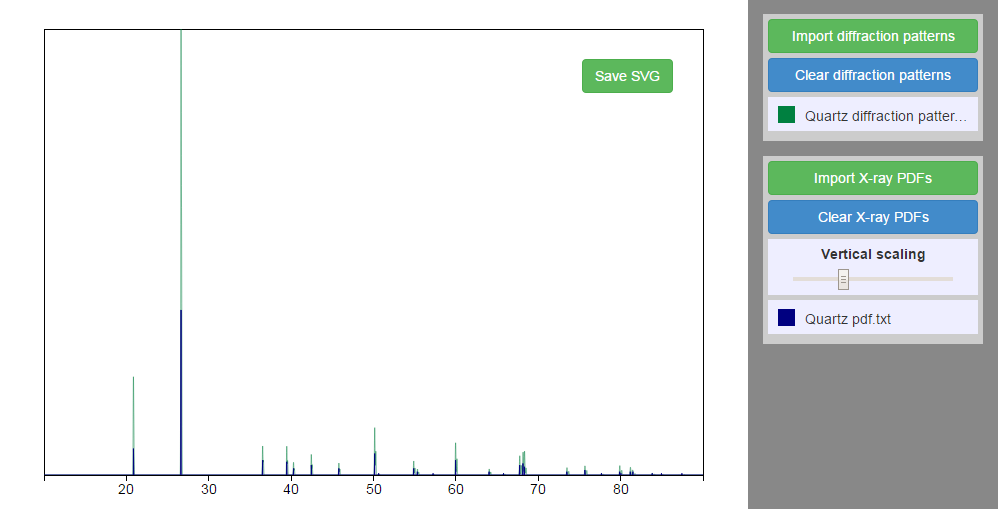 Save SVG
20 30 40 50 60 70 80
Import diffraction patterns
Clear diffraction patterns
Quartz diffraction patter...
Import X-ray PDFs
Clear X-ray PDFs
Vertical scaling
Quartz pdf.txt